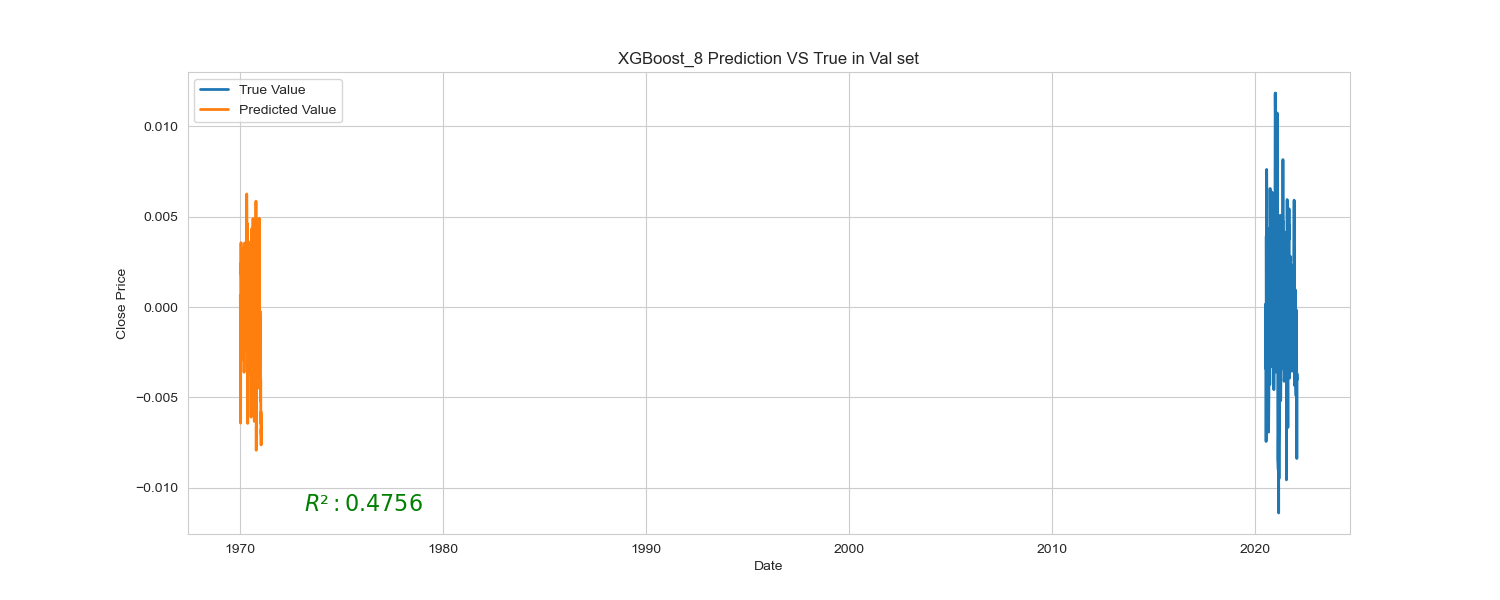 XGBoost_8 Prediction VS True in Val set
True Value
Predicted Value
0.010
0.005
0.000
−0.005
−0.010
Close Price
R² : 0.4756
1970
1980
1990
2000
2010
2020
Date